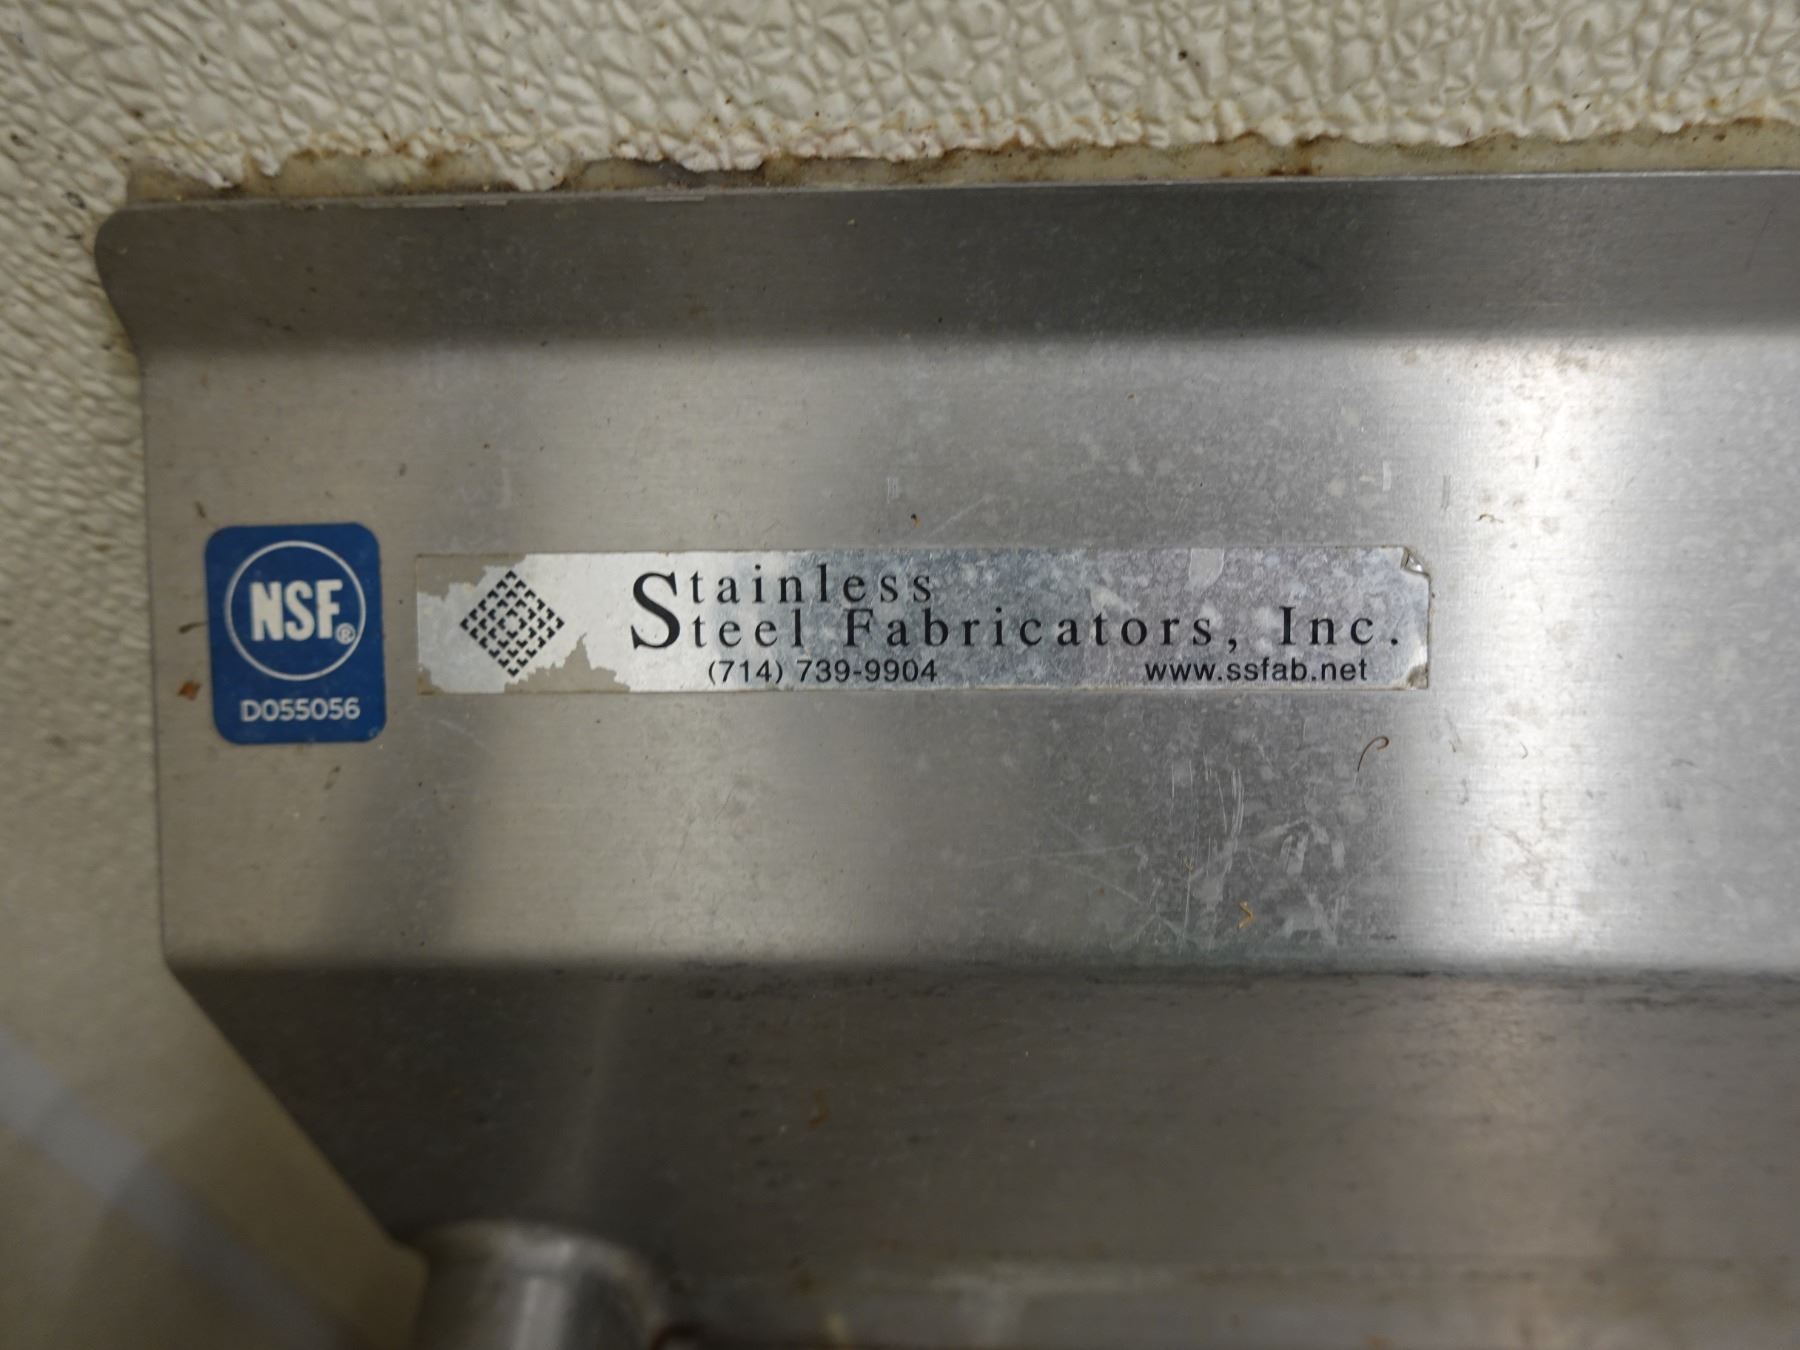 NSF®
D055056
Stainless
Steel Fabricators, Inc.
(714) 739-9904 www.ssfab.net